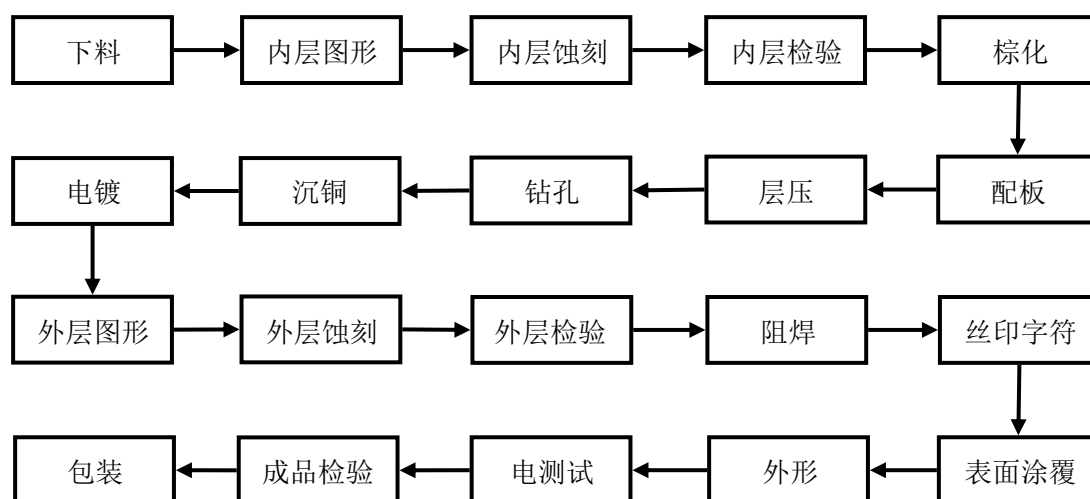 下料
内层图形
内层蚀刻
内层检验
棕化
配板
层压
钻孔
沉铜
电镀
外层图形
外层蚀刻
外层检验
阻焊
丝印字符
表面涂覆
外形
电测试
成品检验
包装